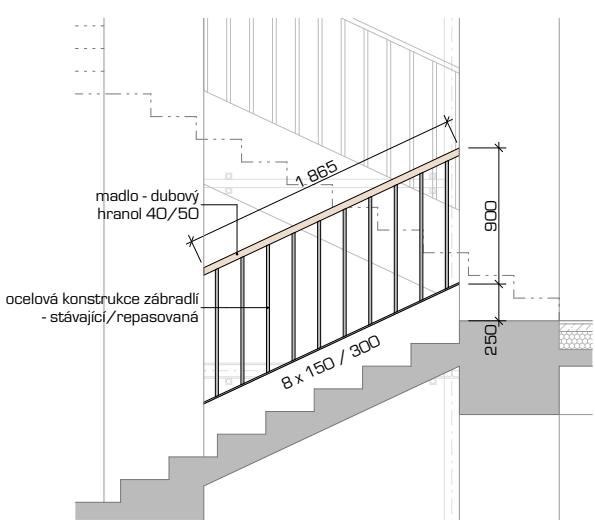 1 865
madlo - dubový
hranol 40/50
900
ocelová konstrukce zábradlí
- stávající/repasovaná
250
8 x 150 / 300